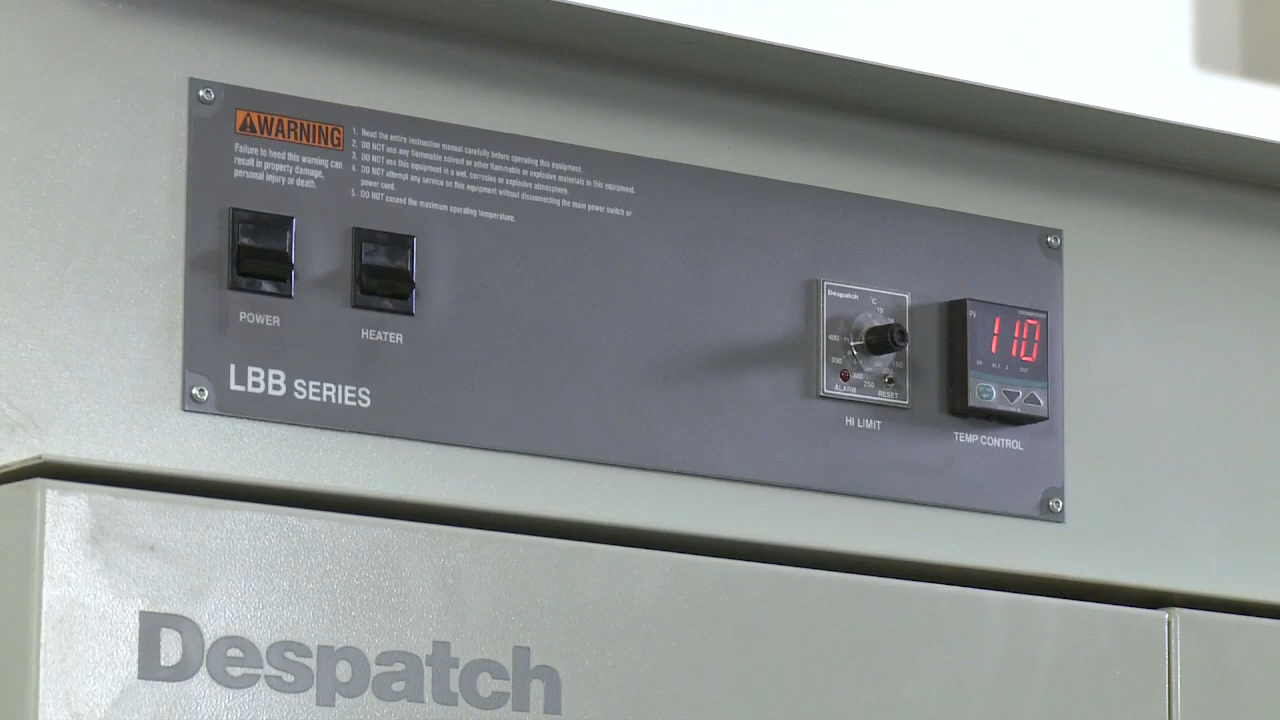 WARNING
Failure to heed this warning can
result in property damage,
personal injury or death.
1. Read the entire instruction manual carefully before operating this equipment.
2. DO NOT use any flammable solvent or other flammable or explosive materials in this equipment.
3. DO NOT use this equipment in a wet, corrosive or explosive atmosphere.
4. DO NOT attempt any service on this equipment without disconnecting the main power switch or
power cord.
5. DO NOT exceed the maximum operating temperature.
POWER
HEATER
LBB SERIES
Despatch
°C
10
400
350
300
250
ALARM
RESET
HI LIMIT
PV
110
OUT
TEMP CONTROL
Despatch